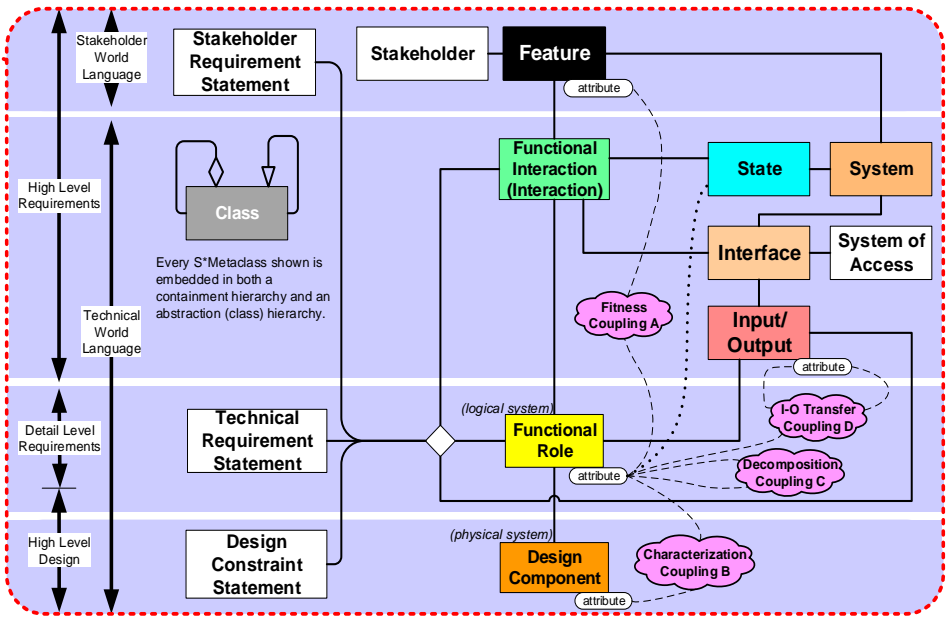 Stakeholder
World
Language
Stakeholder
Requirement
Statement
Stakeholder
Feature
attribute
High Level
Requirements
Class
Every S*Metaclass shown is
embedded in both a
containment hierarchy and an
abstraction (class) hierarchy.
Functional
Interaction
(Interaction)
State
System
Interface
System of
Access
Technical
World
Language
Fitness
Coupling A
Input/
Output
attribute
Detail Level
Requirements
Technical
Requirement
Statement
(logical system)
Functional
Role
attribute
I-O Transfer
Coupling D
Decomposition
Coupling C
High Level
Design
Design
Constraint
Statement
(physical system)
Design
Component
attribute
Characterization
Coupling B